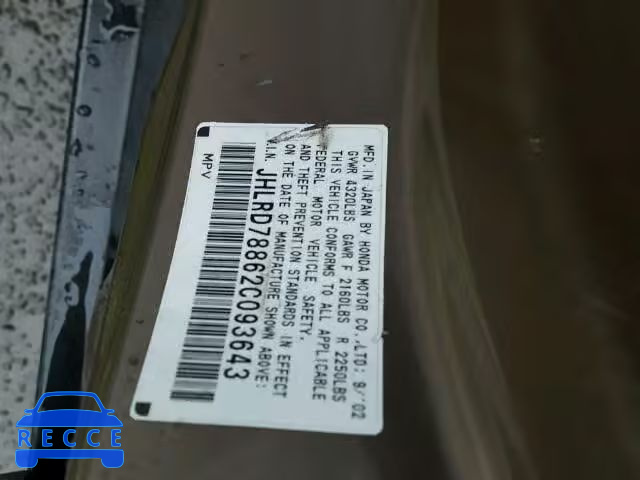 MFD. IN JAPAN BY HONDA MOTOR CO.,LTD: 9/'02
GVWR 4320LBS GAWR F 2160LBS R 2250LBS
THIS VEHICLE CONFORMS TO ALL APPLICABLE
FEDERAL MOTOR VEHICLE SAFETY.
AND THEFT PREVENTION STANDARDS IN EFFECT
ON THE DATE OF MANUFACTURE SHOWN ABOVE:
V.I.N. JHLRD78862C093643
MPV
RECCE